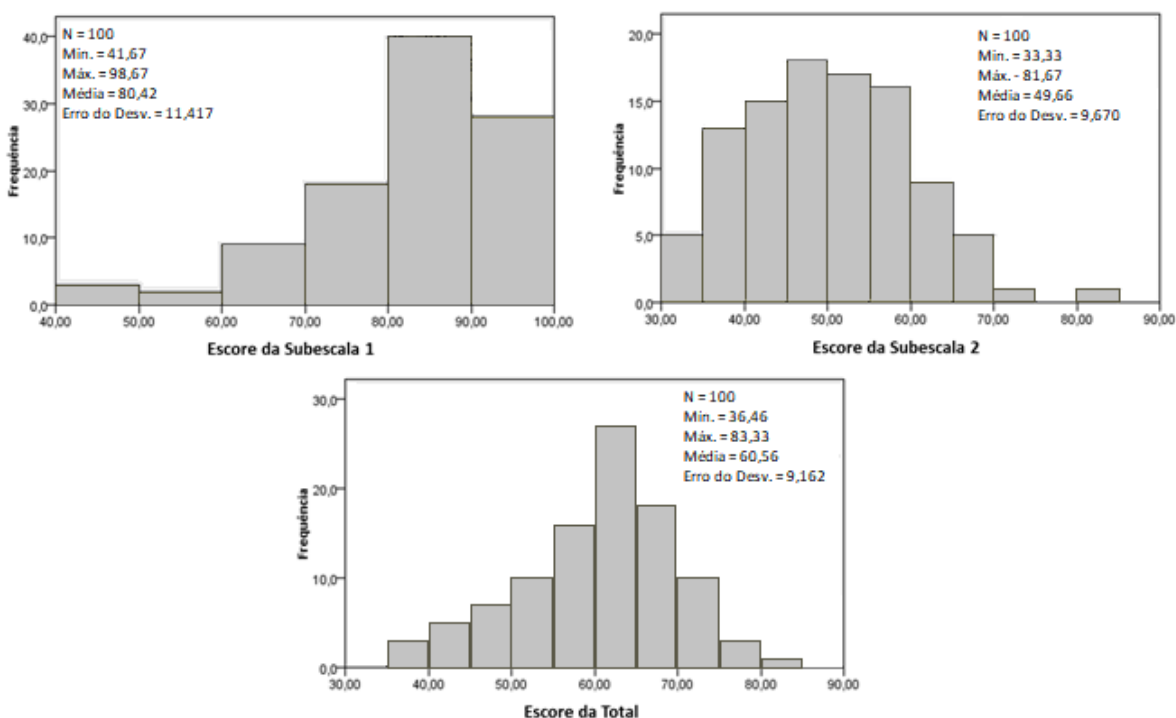 N = 100
Min. = 41,67
Máx. = 98,67
Média = 80,42
Erro do Desv. = 11,417
Frequência
40,0
30,0
20,0
10,0
0,0
40,00 50,00 60,00 70,00 80,00 90,00 100,00
Escore da Subescala 1
N = 100
Min. = 33,33
Máx. - 81,67
Média = 49,66
Erro do Desv. = 9,670
Frequência
20,0
15,0
10,0
5,0
0,0
30,00 40,00 50,00 60,00 70,00 80,00 90,00
Escore da Subescala 2
N = 100
Min. = 36,46
Máx. = 83,33
Média = 60,56
Erro do Desv. = 9,162
Frequência
30,0
20,0
10,0
0,0
30,00 40,00 50,00 60,00 70,00 80,00 90,00
Escore da Total